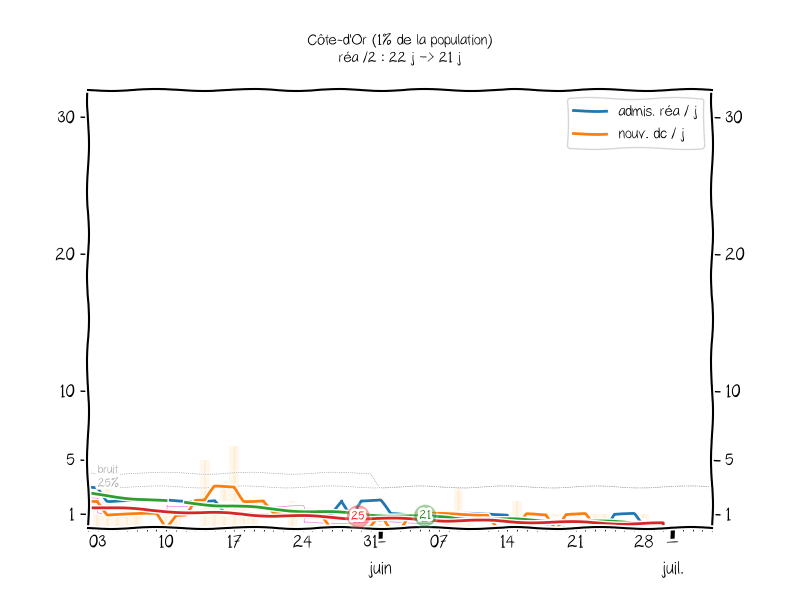 Côte-d'Or (1% de la population)
réa /2 : 22 j -> 21 j
admis. réa / j
nouv. dc / j
30
30
20
20
10
10
5
5
1
1
bruit
25%
25
21
03 10 17 24 31 07 14 21 28
juin juil.